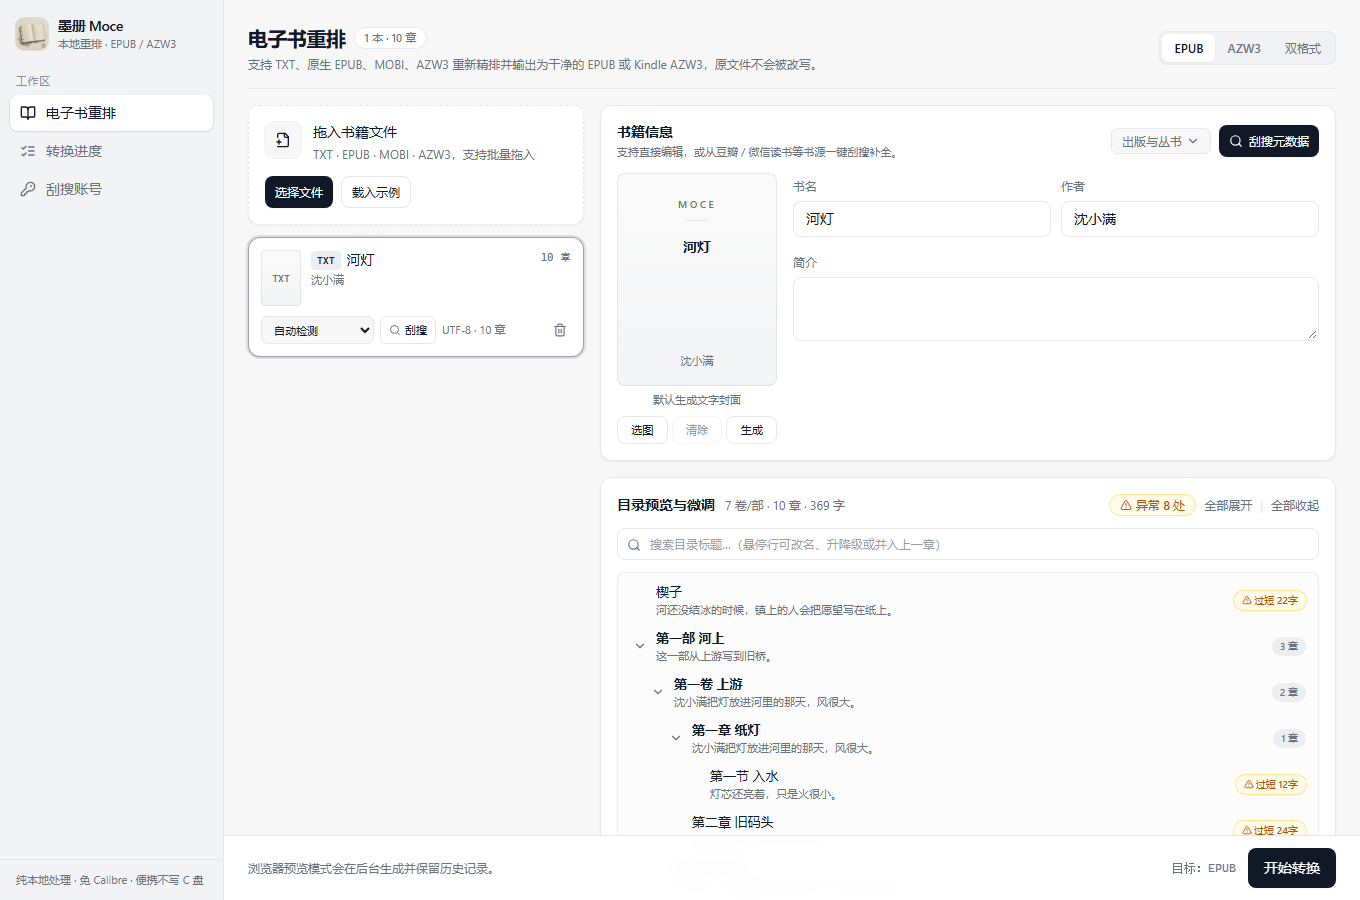 墨册 Moce
本地重排 · EPUB / AZW3
工作区
电子书重排
转换进度
刮搜账号
纯本地处理 · 免 Calibre · 便携不写 C 盘
电子书重排
1 本 · 10 章
支持 TXT、原生 EPUB、MOBI、AZW3 重新精排并输出为干净的 EPUB 或 Kindle AZW3，原文件不会被改写。
EPUB
AZW3
双格式
拖入书籍文件
TXT · EPUB · MOBI · AZW3，支持批量拖入
选择文件
载入示例
TXT
TXT 河灯
10 章
沈小满
自动检测
刮搜
UTF-8 · 10 章
书籍信息
支持直接编辑，或从豆瓣 / 微信读书等书源一键刮搜补全。
出版与丛书
刮搜元数据
MOCE
河灯
沈小满
默认生成文字封面
选图
清除
生成
书名
河灯
作者
沈小满
简介
目录预览与微调
7 卷/部 · 10 章 · 369 字
异常 8 处
全部展开
全部收起
搜索目录标题...（悬停行可改名、升降级或并入上一章）
楔子
河还没结冰的时候，镇上的人会把愿望写在纸上。
过短 22字
第一部 河上
这一部从上游写到旧桥。
3 章
第一卷 上游
沈小满把灯放进河里的那天，风很大。
2 章
第一章 纸灯
沈小满把灯放进河里的那天，风很大。
1 章
第一节 入水
灯芯还亮着，只是火很小。
过短 12字
第二章 旧码头
过短 24字
浏览器预览模式会在后台生成并保留历史记录。
目标：EPUB
开始转换